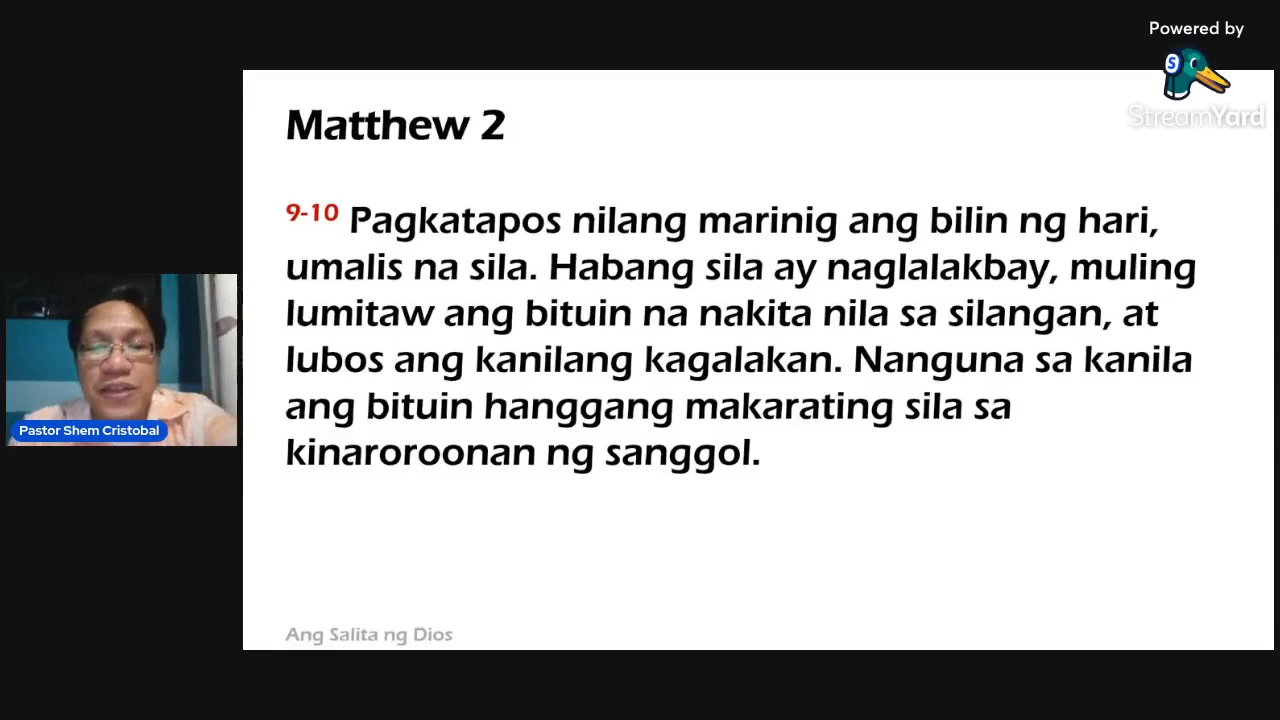 Powered by
StreamYard
Matthew 2
9-10 Pagkatapos nilang marinig ang bilin ng hari,
umalis na sila. Habang sila ay naglalakbay, muling
lumitaw ang bituin na nakita nila sa silangan, at
lubos ang kanilang kagalakan. Nanguna sa kanila
ang bituin hanggang makarating sila sa
kinaroroonan ng sanggol.
Pastor Shem Cristobal
Ang Salita ng Dios